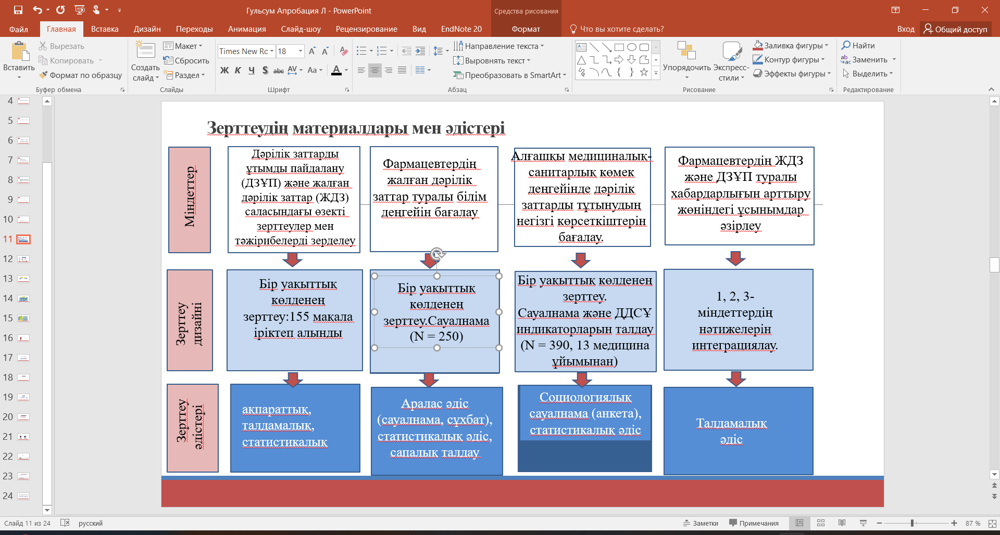 Гульсум Апробация Л - PowerPoint
Средства рисования
Файл
Главная
Вставка
Дизайн
Переходы
Анимация
Слайд-шоу
Рецензирование
Вид
EndNote 20
Формат
Что вы хотите сделать?
Вход
Общий доступ
Вставить
Вырезать
Копировать
Формат по образцу
Буфер обмена
Создать
слайд
Макет
Сбросить
Раздел
Слайды
Times New Rc
18
Ж К Ч S abc AV Aa A
Шрифт
Направление текста
Выровнять текст
Преобразовать в SmartArt
Абзац
Упорядочить
Экспресс-
стили
Заливка фигуры
Контур фигуры
Эффекты фигуры
Рисование
Найти
Заменить
Выделить
Редактирование
4
5
6
7
8
9
10
11
12
13
14
15
16
17
18
19
20
21
22
23
24
Зерттеудің материалдары мен әдістері
Міндеттер
Дәрілік заттарды
ұтымды пайдалану
(ДЗҰП) және жалған
дәрілік заттар (ЖДЗ)
саласындағы өзекті
зерттеулер мен
тәжірибелерді зерделеу
Фармацевтердің
жалған дәрілік
заттар туралы білім
деңгейін бағалау
Алғашқы медициналық-
санитарлық көмек
деңгейінде дәрілік
заттарды тұтынудың
негізгі көрсеткіштерін
бағалау.
Фармацевтердің ЖДЗ
және ДЗҰП туралы
хабардарлығын арттыру
жөніндегі ұсынымдар
әзірлеу
Зерттеу
дизайні
Бір уақыттық
көлденең
зерттеу:155 мақала
іріктеп алынды
Бір уақыттық
көлденең
зерттеу.Сауалнама
(N = 250)
Бір уақыттық көлденең
зерттеу.
Сауалнама және ДДСҰ
индикаторларын талдау
(N = 390, 13 медицина
ұйымынан)
1, 2, 3-
міндеттердің
нәтижелерін
интеграциялау.
Зерттеу
әдістері
ақпараттық,
талдамалық,
статистикалық
Аралас әдіс
(сауалнама, сұхбат),
статистикалық әдіс,
сапалық талдау
Социологиялық
сауалнама (анкета),
статистикалық әдіс
Талдамалық
әдіс
Слайд 11 из 24
русский
Заметки
Примечания
87 %